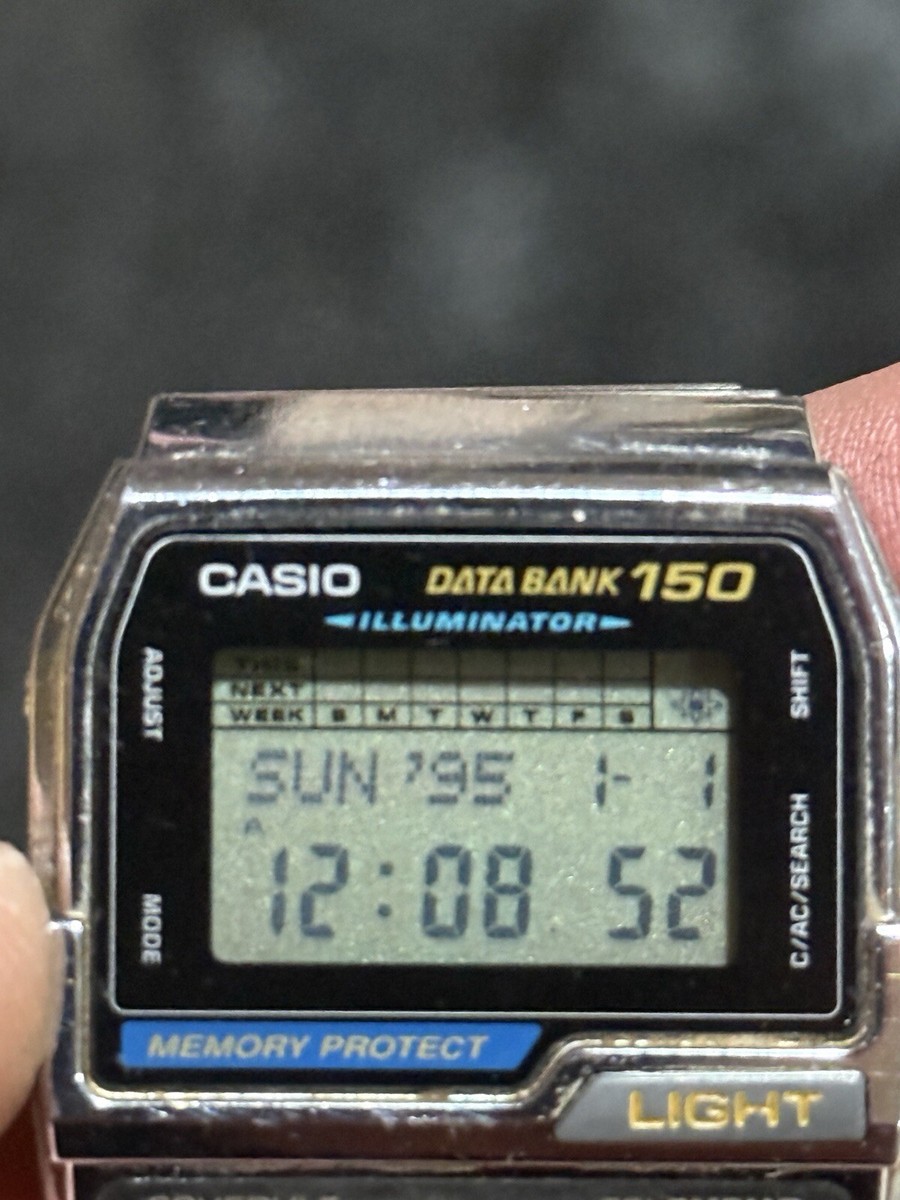 CASIO DATA BANK 150
ILLUMINATOR
ADJUST
SHIFT
THIS
NEXT
WEEK S M T W T F S
SUN '95 1- 1
A
12:08 52
MODE
C/AC/SEARCH
MEMORY PROTECT
LIGHT